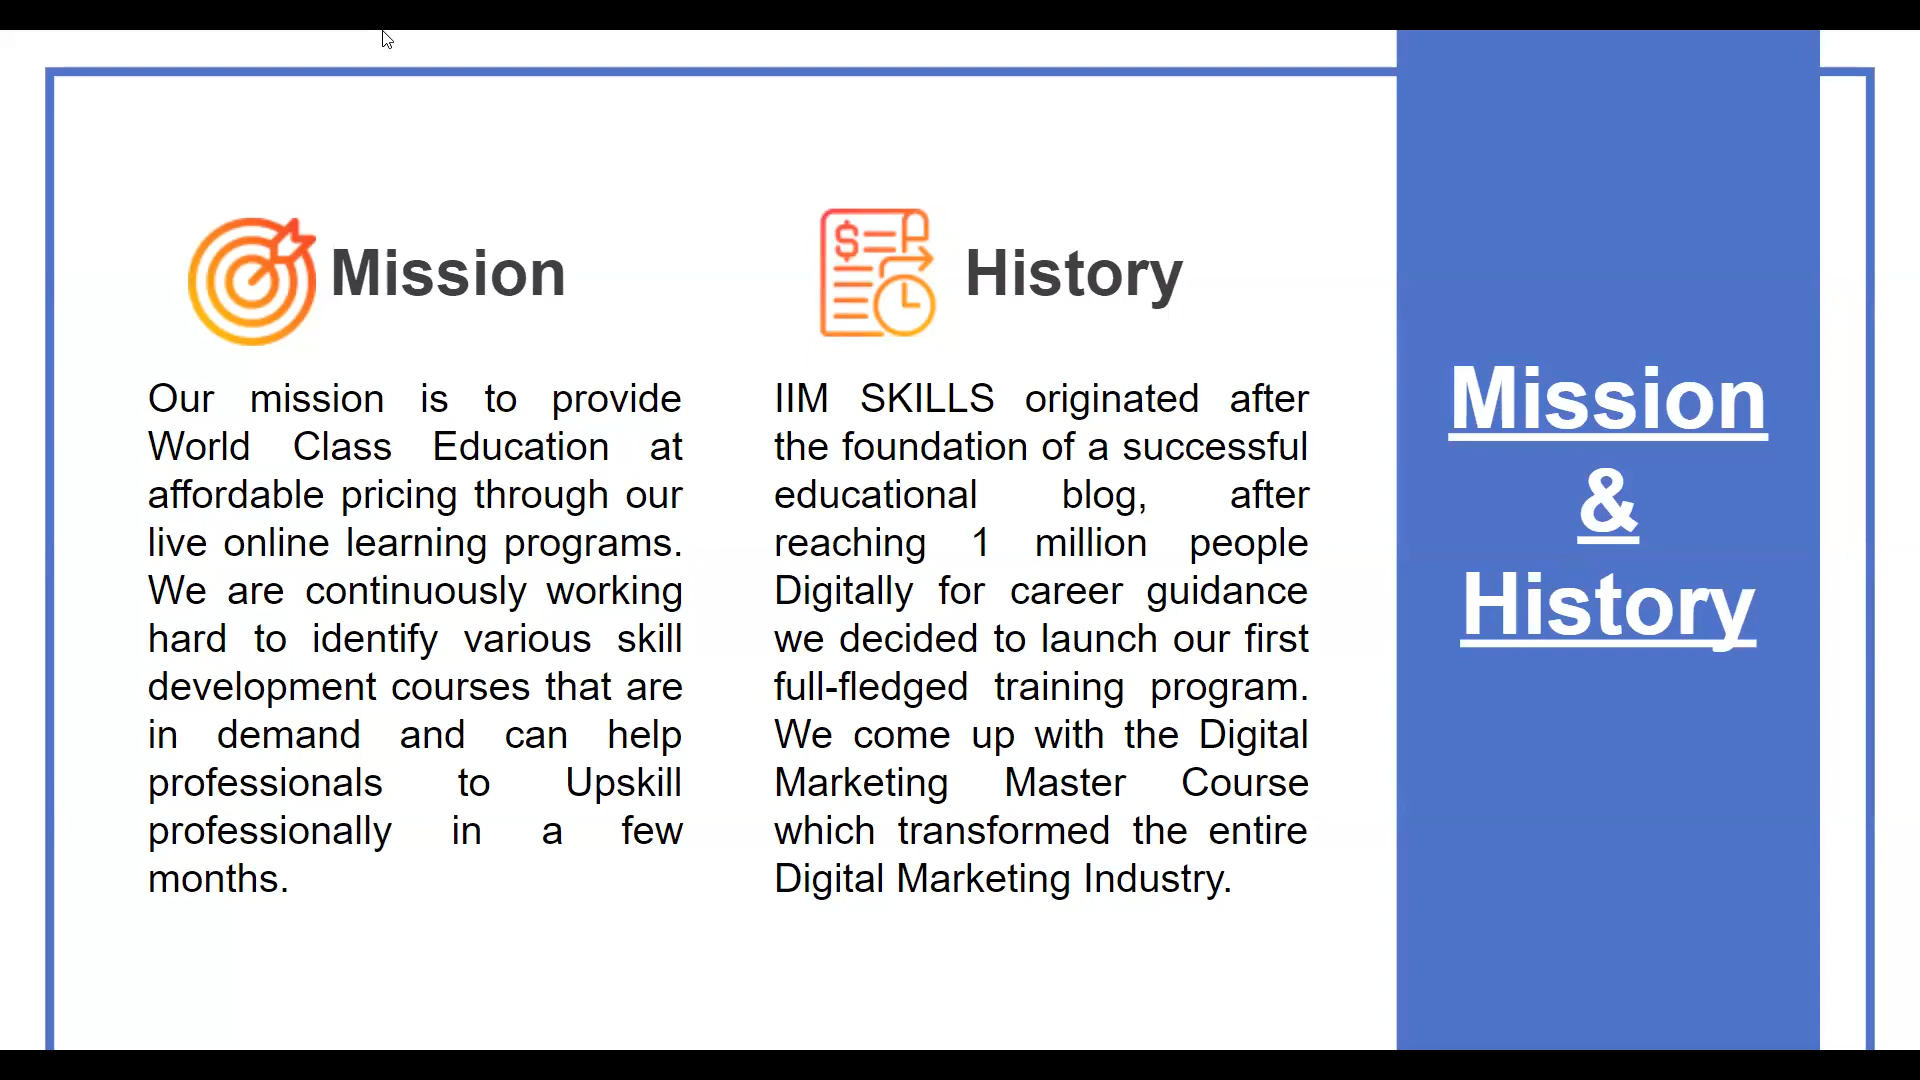 Mission
Our mission is to provide
World Class Education at
affordable pricing through our
live online learning programs.
We are continuously working
hard to identify various skill
development courses that are
in demand and can help
professionals to Upskill
professionally in a few
months.
$
History
IIM SKILLS originated after
the foundation of a successful
educational blog, after
reaching 1 million people
Digitally for career guidance
we decided to launch our first
full-fledged training program.
We come up with the Digital
Marketing Master Course
which transformed the entire
Digital Marketing Industry.
Mission
&
History